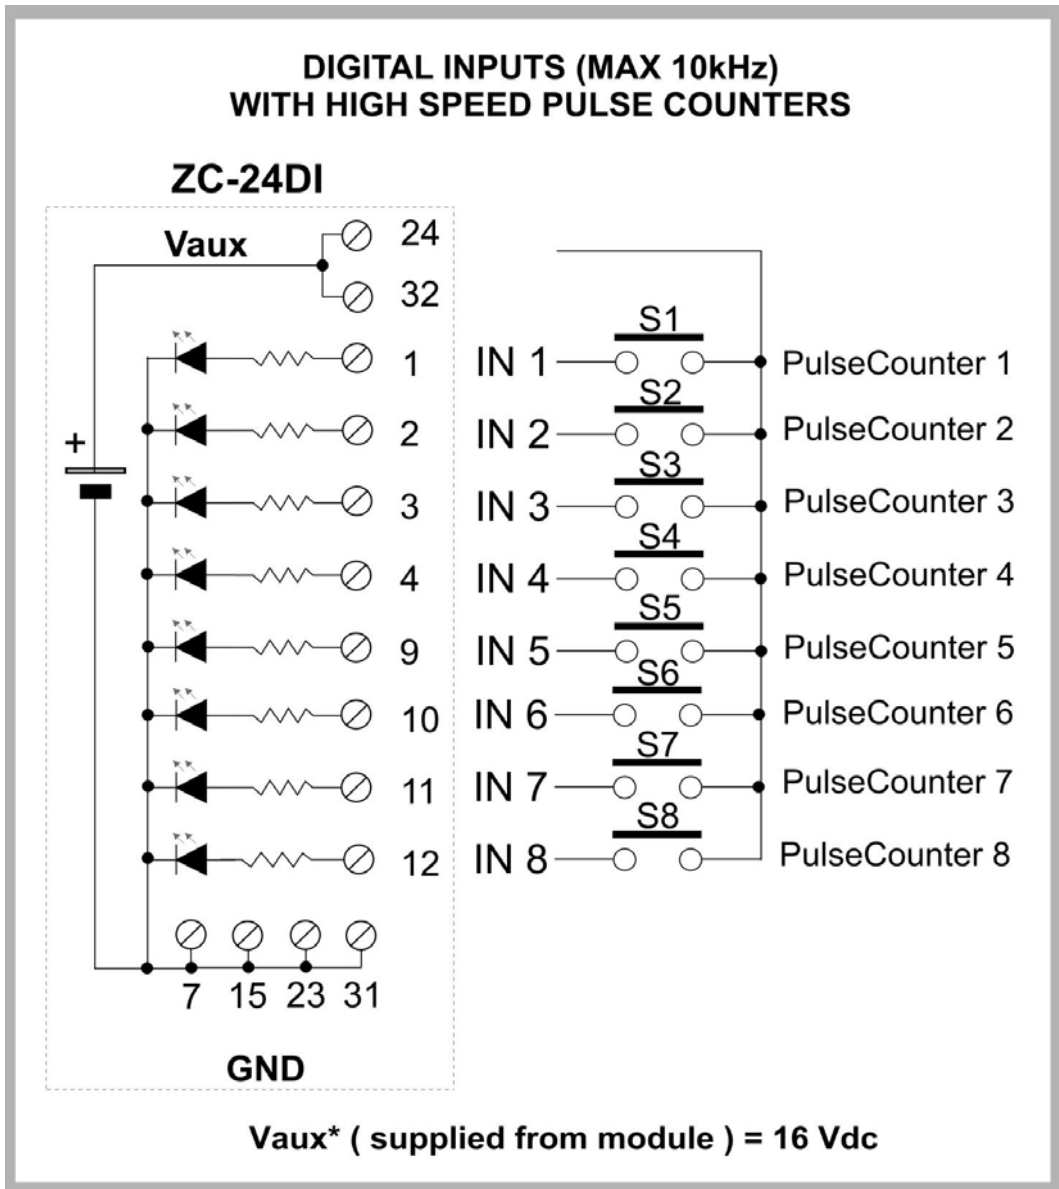 DIGITAL INPUTS (MAX 10kHz)
WITH HIGH SPEED PULSE COUNTERS
ZC-24DI
Vaux
24
32
S1
1 IN 1 PulseCounter 1
S2
2 IN 2 PulseCounter 2
+
S3
3 IN 3 PulseCounter 3
S4
4 IN 4 PulseCounter 4
S5
9 IN 5 PulseCounter 5
S6
10 IN 6 PulseCounter 6
S7
11 IN 7 PulseCounter 7
S8
12 IN 8 PulseCounter 8
7 15 23 31
GND
Vaux* ( supplied from module ) = 16 Vdc